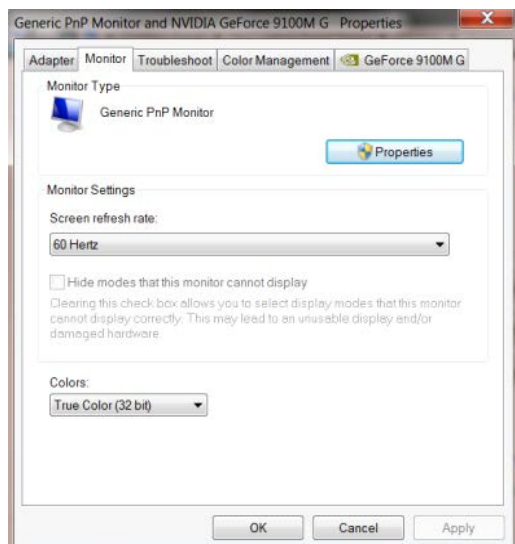 Generic PnP Monitor and NVIDIA GeForce 9100M G Properties
Adapter Monitor Troubleshoot Color Management GeForce 9100M G
Monitor Type
Generic PnP Monitor
Properties
Monitor Settings
Screen refresh rate:
60 Hertz
Hide modes that this monitor cannot display
Clearing this check box allows you to select display modes that this monitor
cannot display correctly. This may lead to an unusable display and/or
damaged hardware.
Colors:
True Color (32 bit)
OK Cancel Apply